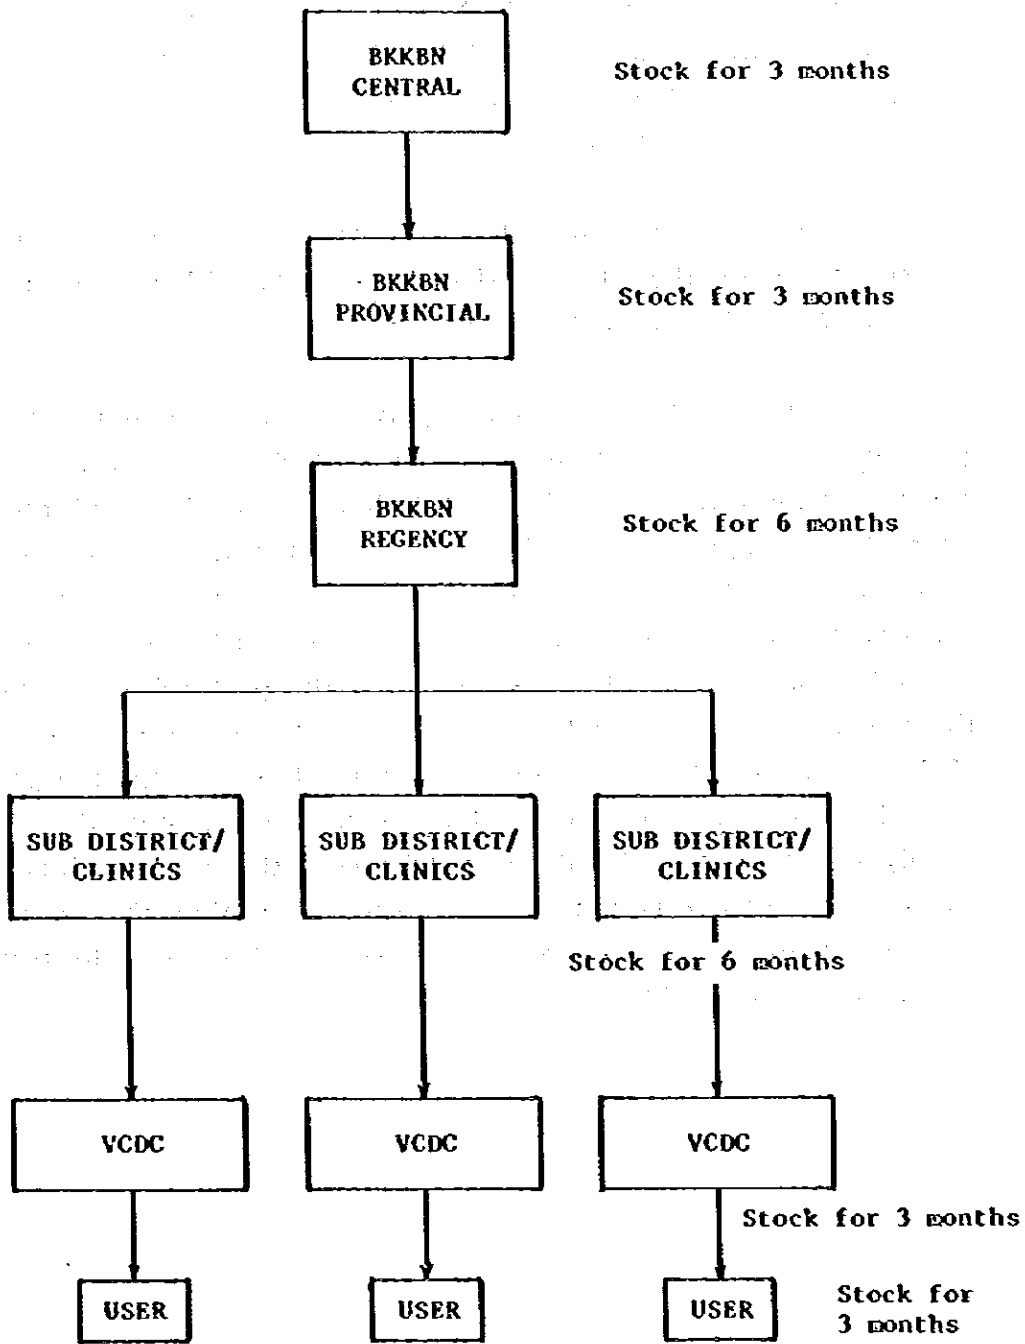 BKKBN
CENTRAL
Stock for 3 months
BKKBN
PROVINCIAL
Stock for 3 months
BKKBN
REGENCY
Stock for 6 months
SUB DISTRICT/
CLINICS
SUB DISTRICT/
CLINICS
SUB DISTRICT/
CLINICS
Stock for 6 months
VCDC
VCDC
VCDC
Stock for 3 months
USER
USER
USER
Stock for
3 months